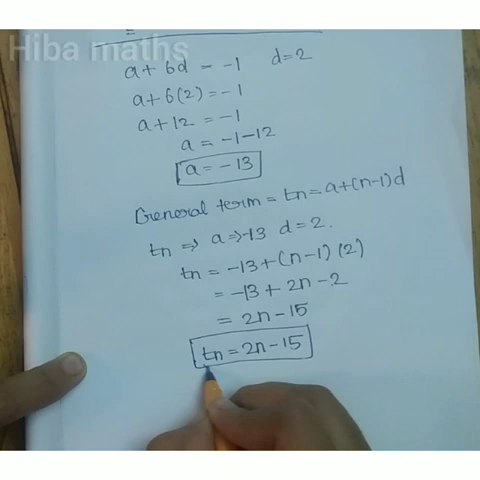 Hiba maths
a + 6d = -1    d=2
a+6(2) = -1
a+12 = -1
a = -1-12
a = -13
General term = tn = a+(n-1)d
tn => a => -13  d = 2.
tn = -13+(n-1)(2)
= -13 + 2n - 2
= 2n - 15
tn = 2n - 15